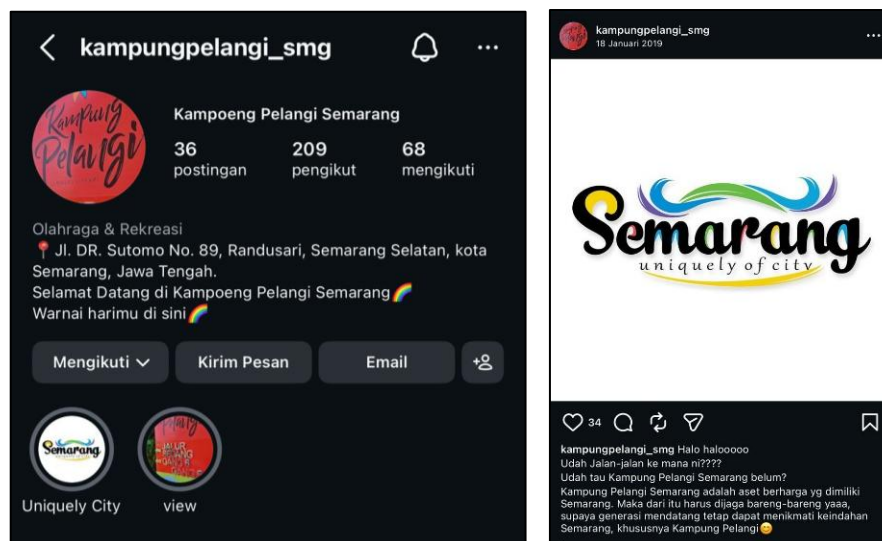 kampungpelangi_smg
Kampung
Pelangi
Kampoeng Pelangi Semarang
36 209 68
postingan pengikut mengikuti
Olahraga & Rekreasi
📍 Jl. DR. Sutomo No. 89, Randusari, Semarang Selatan, kota
Semarang, Jawa Tengah.
Selamat Datang di Kampoeng Pelangi Semarang🌈
Warnai harimu di sini🌈
Mengikuti Kirim Pesan Email
Semarang
Pelangi
JALUR
Uniquely City view
kampungpelangi_smg
18 Januari 2019
Semarang
uniquely of city
34
kampungpelangi_smg Halo halooooo
Udah Jalan-jalan ke mana ni????
Udah tau Kampung Pelangi Semarang belum?
Kampung Pelangi Semarang adalah aset berharga yg dimiliki
Semarang. Maka dari itu harus dijaga bareng-bareng yaaa,
supaya generasi mendatang tetap dapat menikmati keindahan
Semarang, khususnya Kampung Pelangi😊